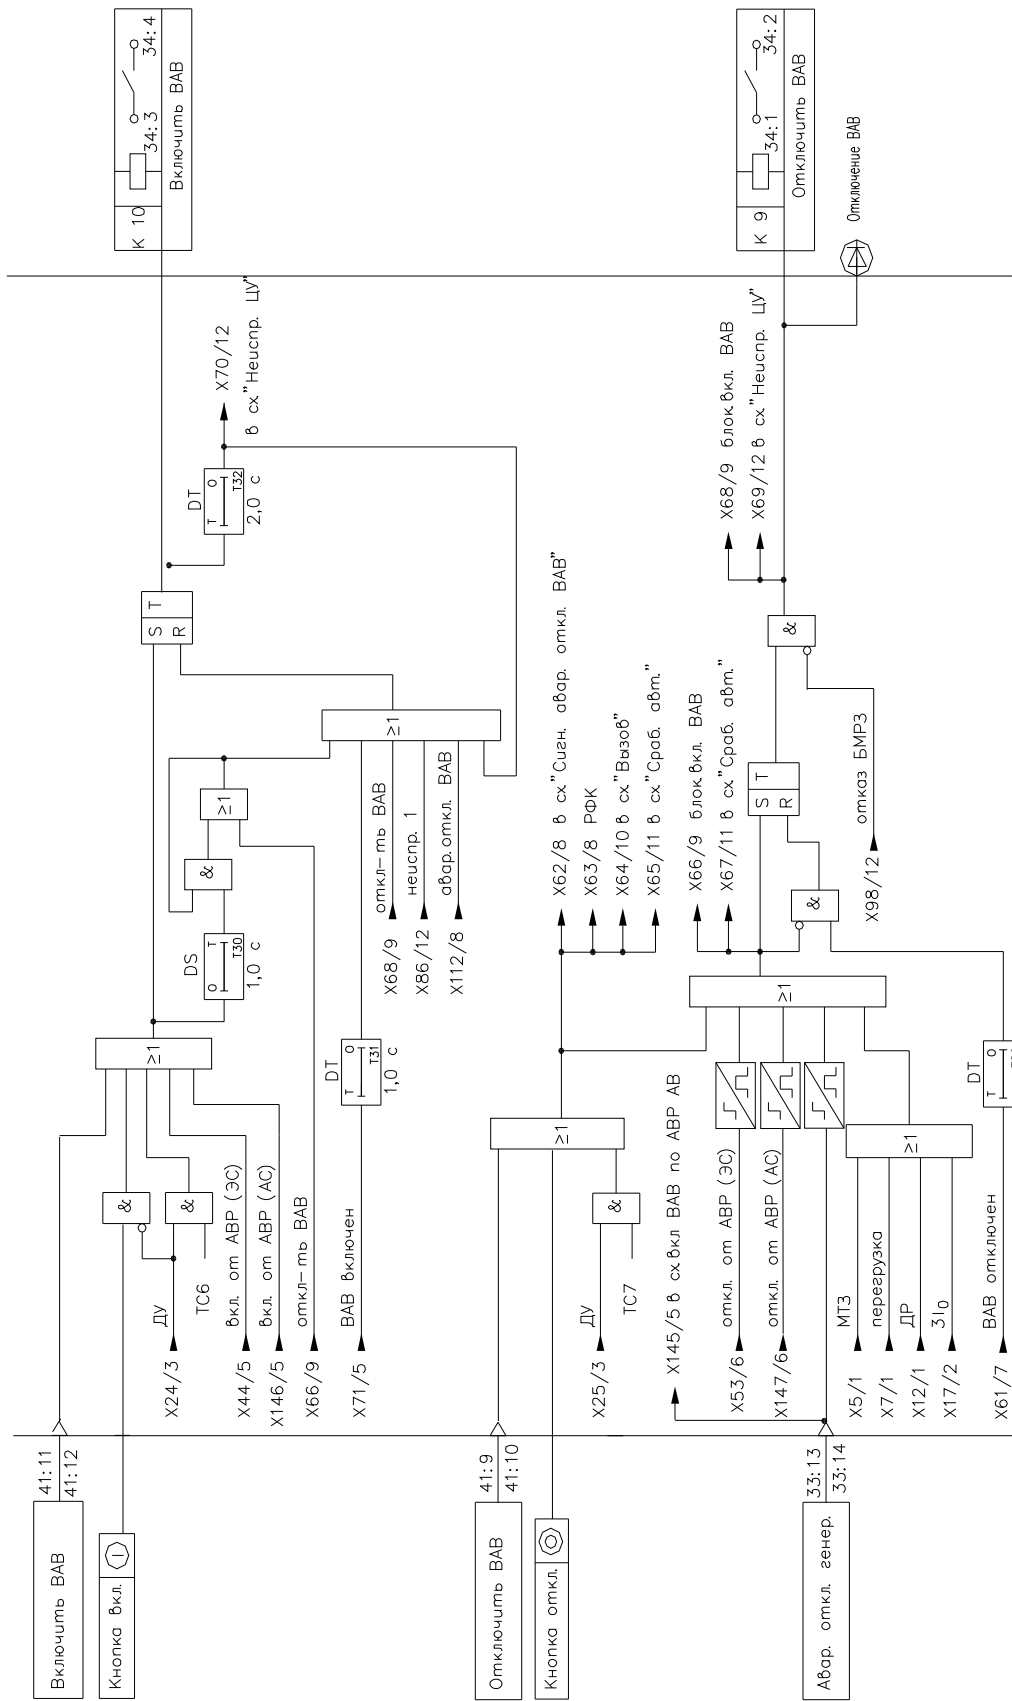 Включить ВАВ
41:11
41:12
Кнопка вкл.
ДУ
X24/3
TC6
&
&
вкл. от АВР (ЭС)
X44/5
вкл. от АВР (АС)
X146/5
откл-ть ВАВ
X66/9
ВАВ включен
X71/5
≥1
DS
O T
T30
1,0 с
&
≥1
DT
T O
T31
1,0 с
откл-ть ВАВ
X68/9
неиспр. 1
X86/12
авар. откл. ВАВ
X112/8
≥1
S T
R
DT
T O
T32
2,0 с
X70/12
в сх."Неиспр. ЦУ"
K 10
34:3
34:4
Включить ВАВ
Отключить ВАВ
41:9
41:10
Кнопка откл.
ДУ
X25/3
TC7
&
≥1
X62/8 в сх."Сигн. авар. откл. ВАВ"
X63/8 РФК
X64/10 в сх."Вызов"
X65/11 в сх."Сраб. авт."
Авар. откл. генер.
33:13
33:14
X145/5 в сх.вкл ВАВ по АВР АВ
откл. от АВР (ЭС)
X53/6
откл. от АВР (АС)
X147/6
МТЗ
X5/1
перегрузка
X7/1
ДР
X12/1
3I0
X17/2
≥1
≥1
ВАВ отключен
X61/7
DT
T O
X66/9 блок.вкл. ВАВ
X67/11 в сх."Сраб. авт."
&
S T
R
отказ БМРЗ
X98/12
&
X68/9 блок.вкл. ВАВ
X69/12 в сх."Неиспр. ЦУ"
K 9
34:1
34:2
Отключить ВАВ
Отключение ВАВ